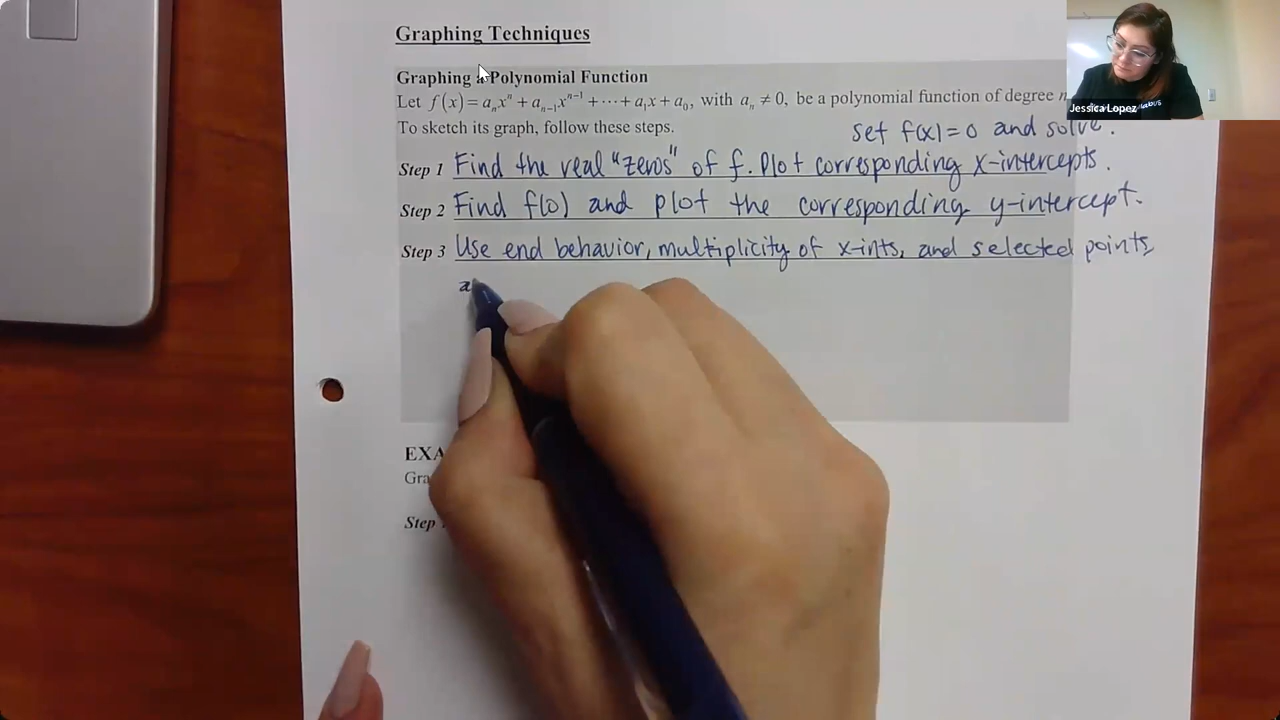 Graphing Techniques
Graphing a Polynomial Function
Let f(x) = aₙxⁿ + aₙ₋₁xⁿ⁻¹ + ⋯ + a₁x + a₀, with aₙ ≠ 0, be a polynomial function of degree n
To sketch its graph, follow these steps.
set f(x)=0 and solve.
Step 1 Find the real "zeros" of f. Plot corresponding x-intercepts.
Step 2 Find f(0) and plot the corresponding y-intercept.
Step 3 Use end behavior, multiplicity of x-ints, and selected points
a
EXA
Gra
Step
Jessica Lopez